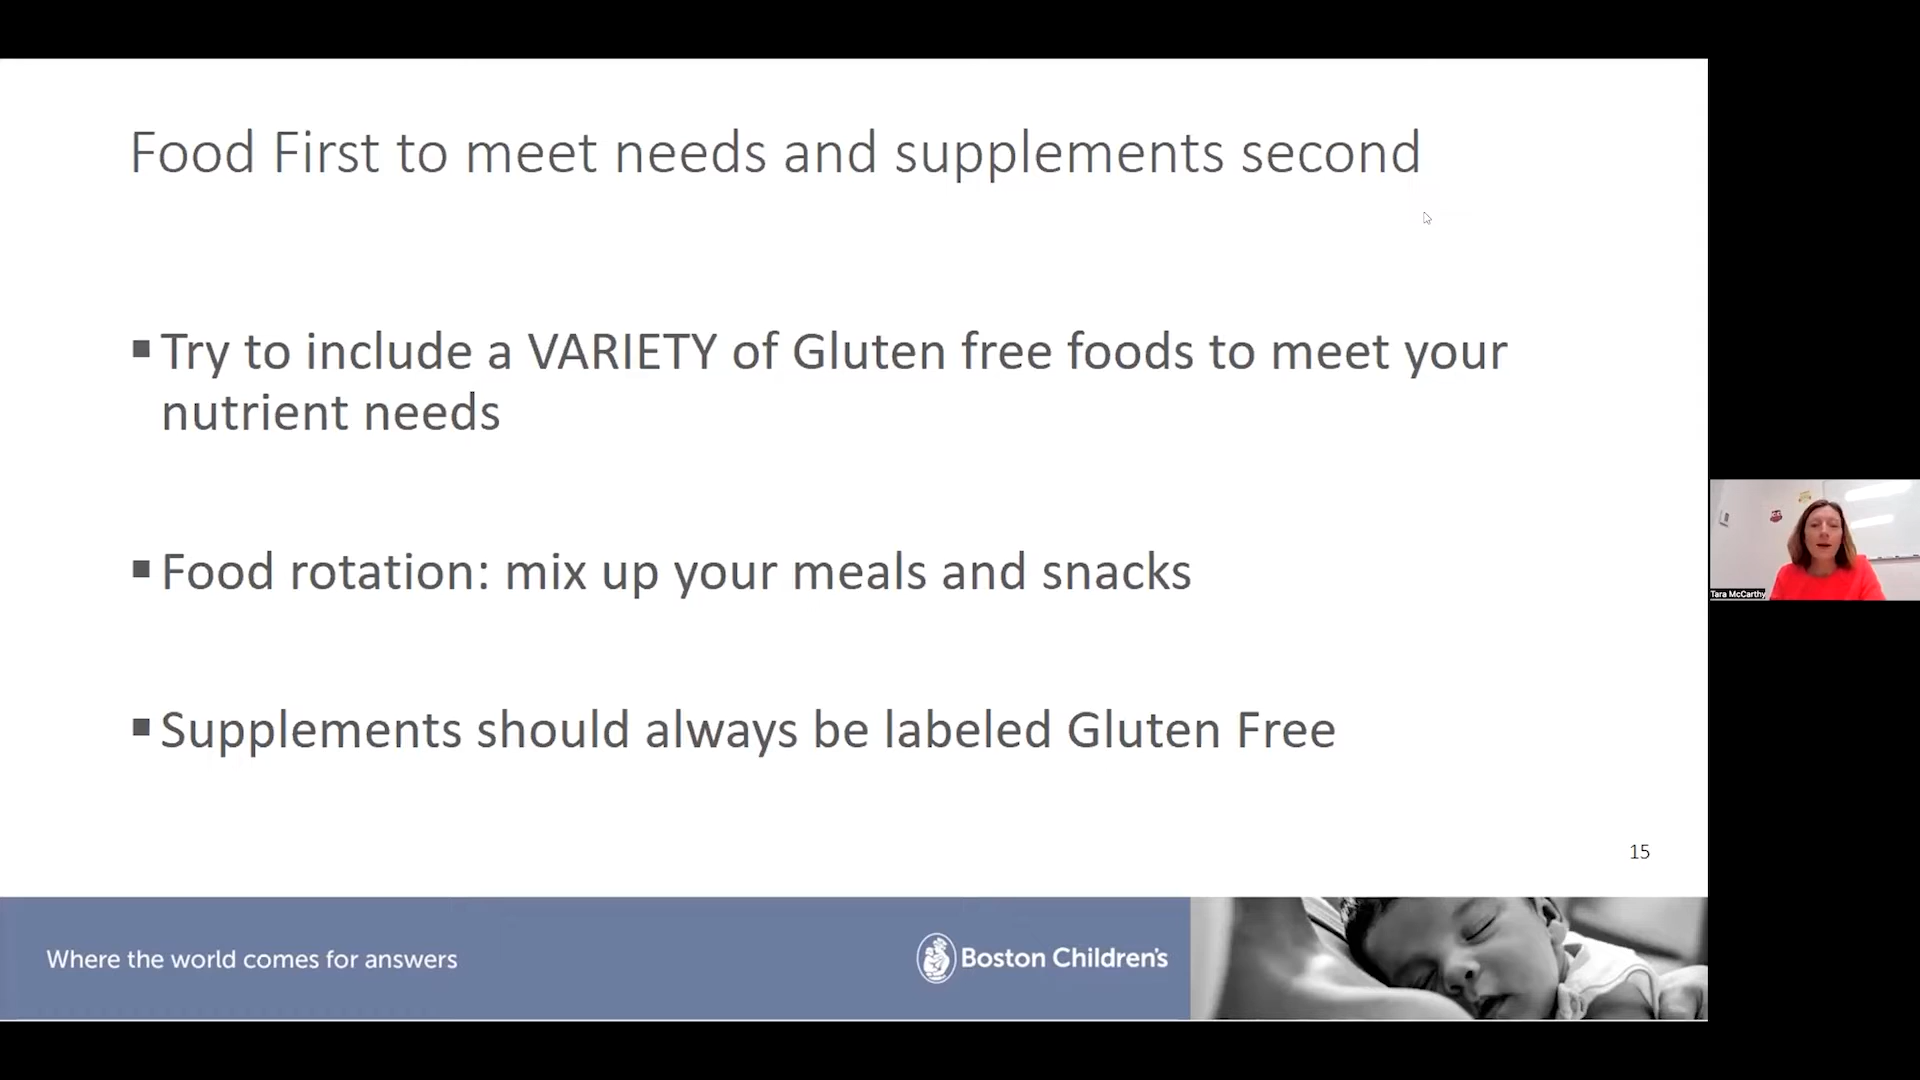 Food First to meet needs and supplements second
▪ Try to include a VARIETY of Gluten free foods to meet your
nutrient needs
▪ Food rotation: mix up your meals and snacks
▪ Supplements should always be labeled Gluten Free
15
Where the world comes for answers
Boston Children's
Tara McCarthy